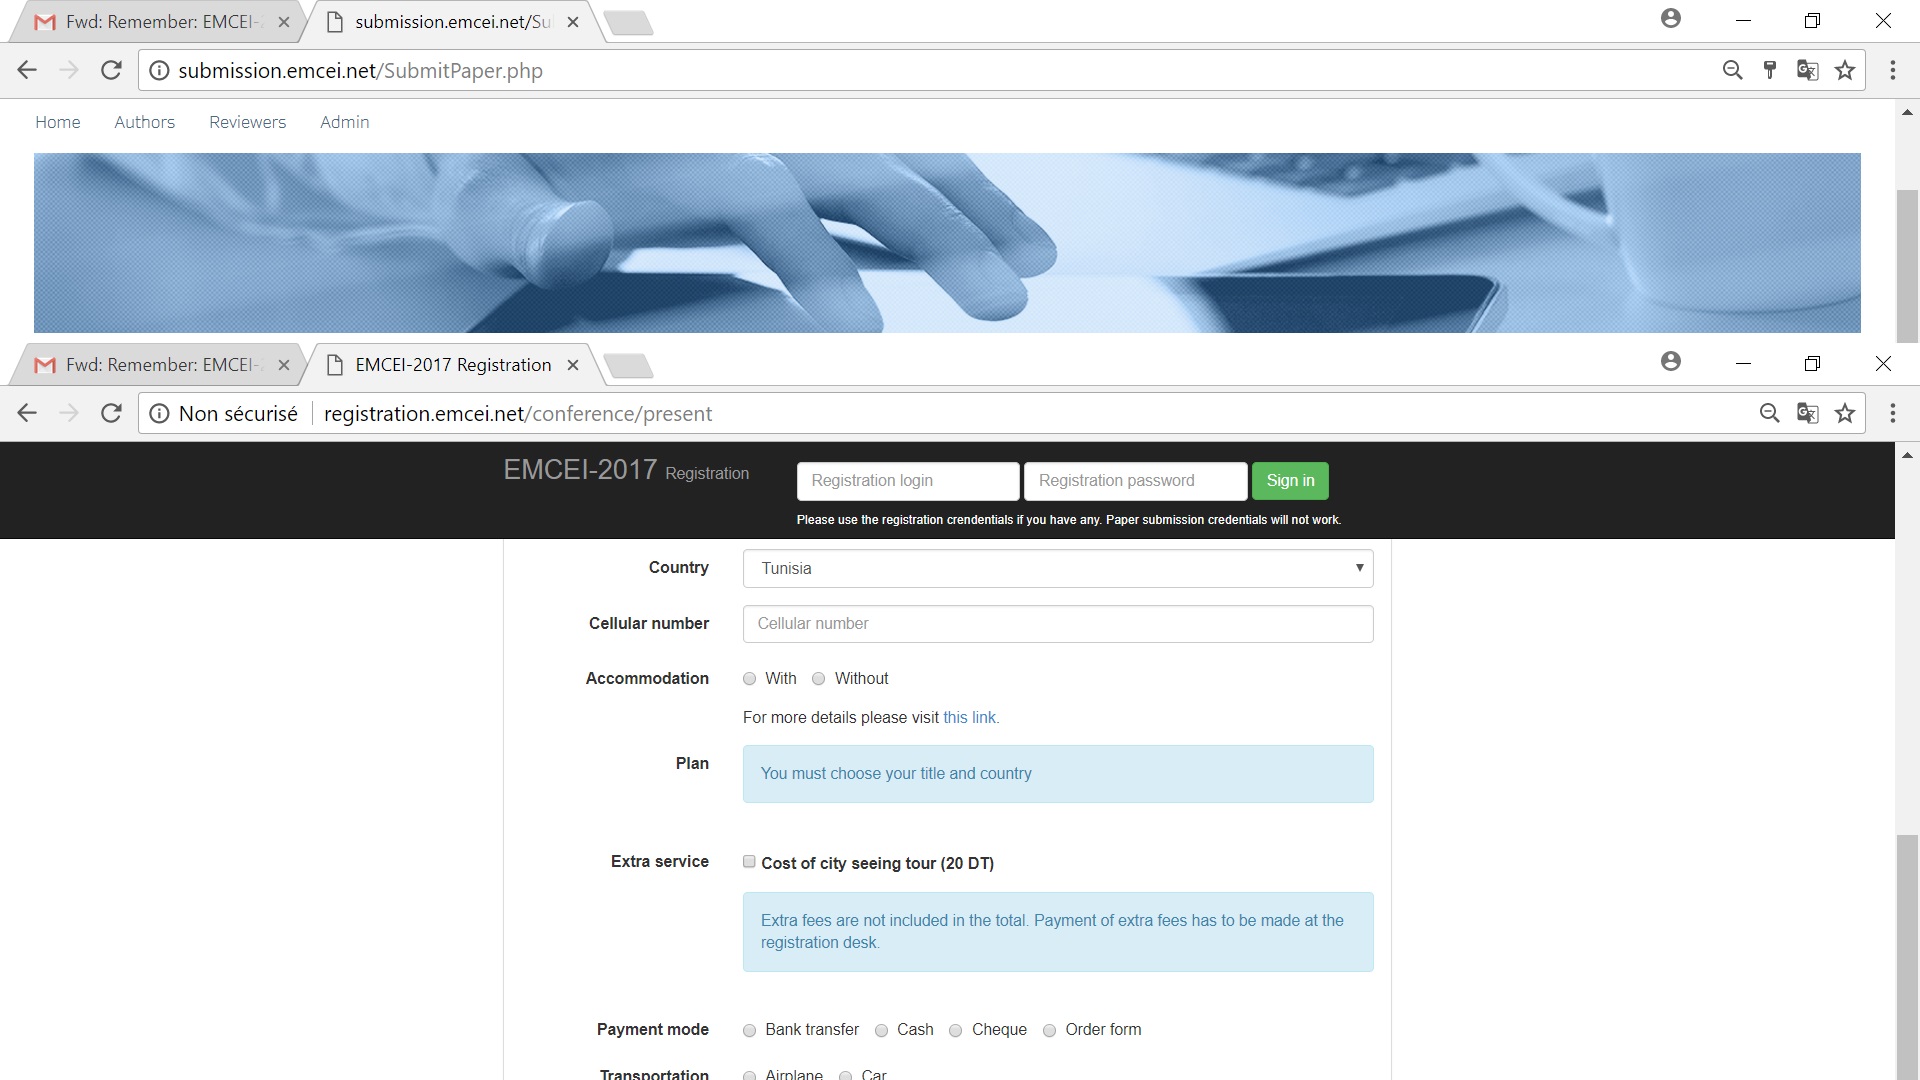 Fwd: Remember: EMCEI-
submission.emcei.net/Su
submission.emcei.net/SubmitPaper.php
Home Authors Reviewers Admin
Fwd: Remember: EMCEI-
EMCEI-2017 Registration
Non sécurisé registration.emcei.net/conference/present
EMCEI-2017 Registration
Registration login Registration password Sign in
Please use the registration crendentials if you have any. Paper submission credentials will not work.
Country Tunisia
Cellular number Cellular number
Accommodation With Without
For more details please visit this link.
Plan You must choose your title and country
Extra service Cost of city seeing tour (20 DT)
Extra fees are not included in the total. Payment of extra fees has to be made at the
registration desk.
Payment mode Bank transfer Cash Cheque Order form
Transportation Airplane Car